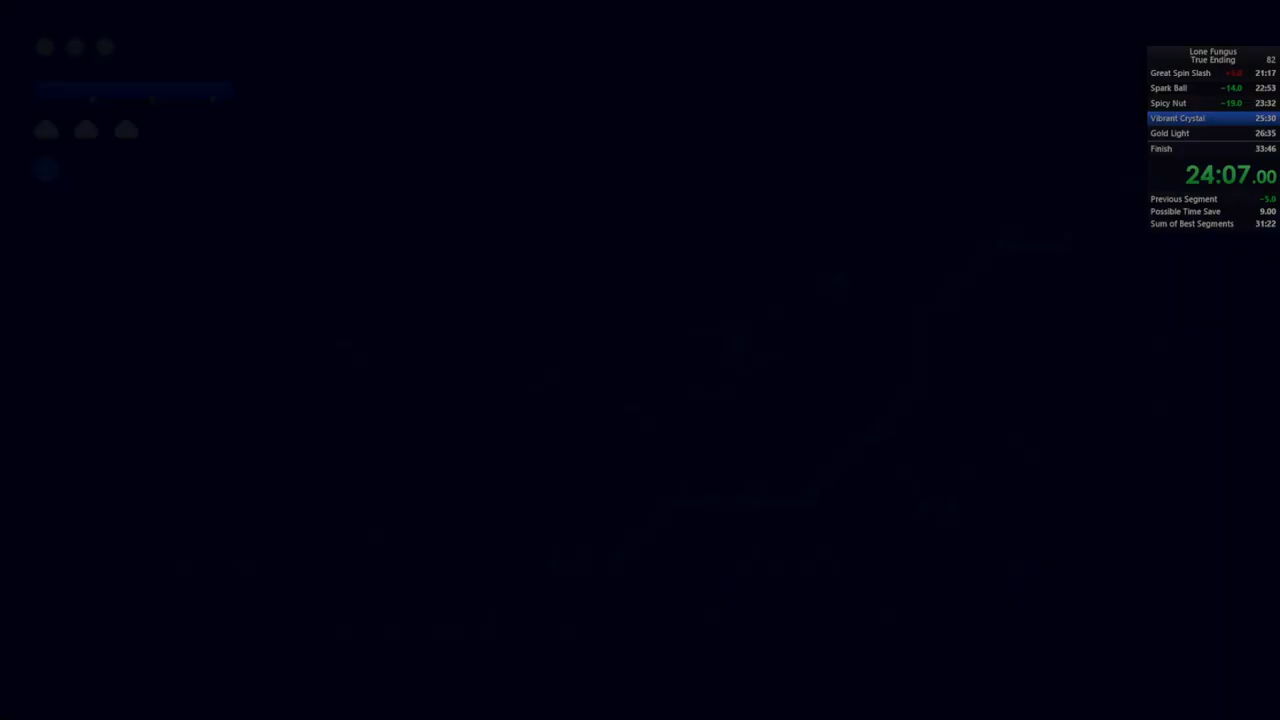 Lone Fungus
True Ending 82
Great Spin Slash 21:17
Spark Ball −14.0 22:53
Spicy Nut −19.0 23:32
Vibrant Crystal 25:30
Gold Light 26:35
Finish 33:46
24:07.00
Previous Segment −5.0
Possible Time Save 9.00
Sum of Best Segments 31:22